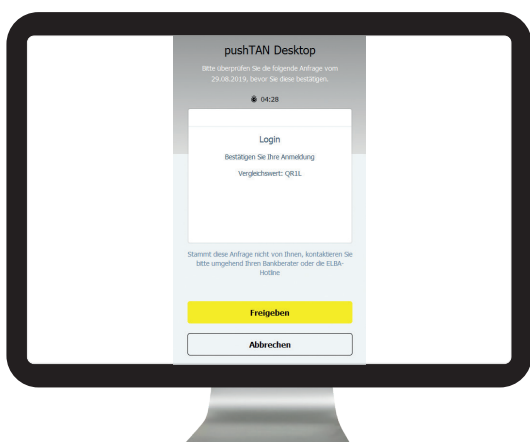 pushTAN Desktop
Bitte überprüfen Sie die folgende Anfrage vom
29.08.2019, bevor Sie diese bestätigen.
04:28
Login
Bestätigen Sie Ihre Anmeldung
Vergleichswert: QR1L
Stammt diese Anfrage nicht von Ihnen, kontaktieren Sie
bitte umgehend Ihren Bankberater oder die ELBA-
Hotline
Freigeben
Abbrechen